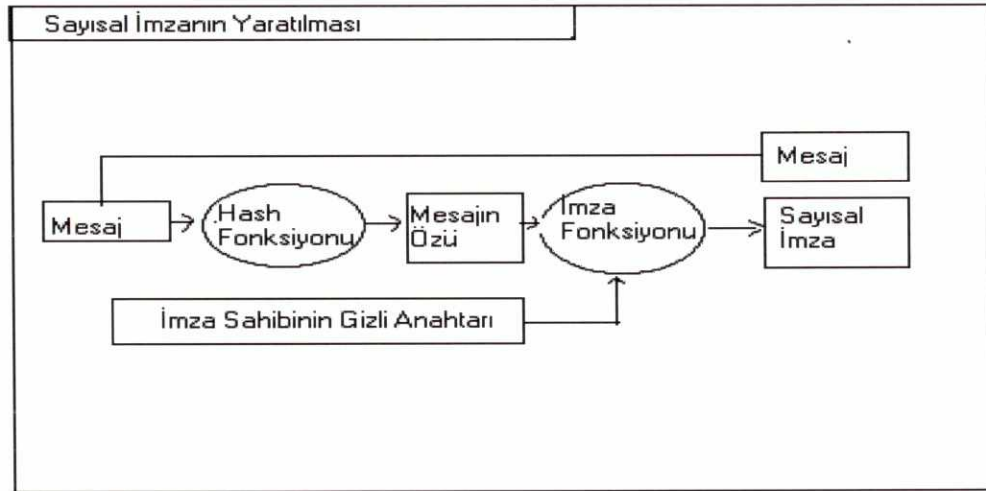 Sayısal İmzanın Yaratılması
Mesaj
Mesaj
Hash
Fonksiyonu
Mesajın
Özü
İmza
Fonksiyonu
Sayısal
İmza
İmza Sahibinin Gizli Anahtarı